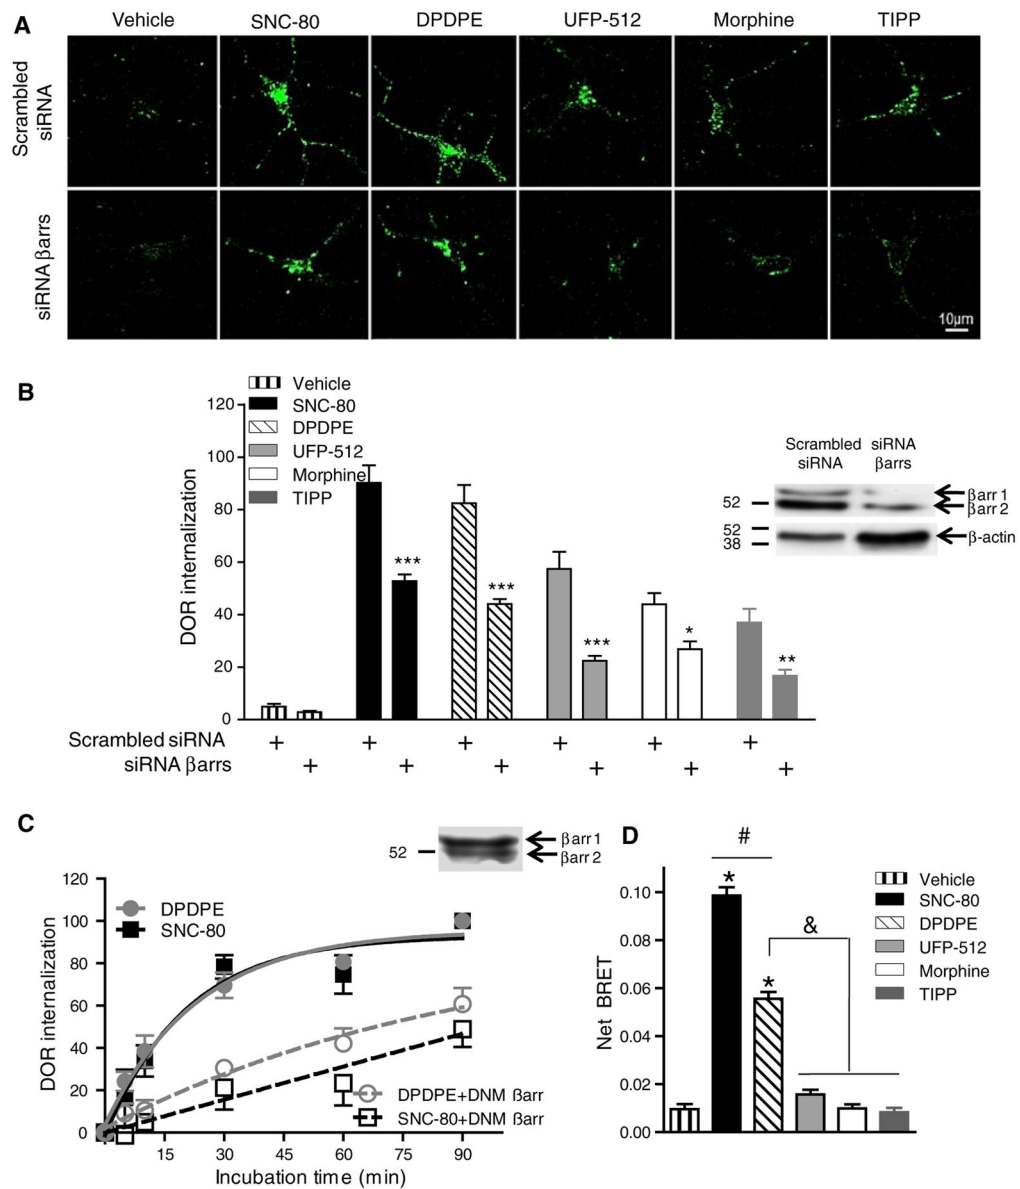 A
Vehicle SNC-80 DPDPE UFP-512 Morphine TIPP
Scrambled
siRNA
siRNA βarrs
10µm
B
Vehicle
SNC-80
DPDPE
UFP-512
Morphine
TIPP
DOR internalization
120
100
80
60
40
20
0
***
***
***
*
**
Scrambled siRNA + + + + + +
siRNA βarrs + + + + + +
Scrambled siRNA
siRNA βarrs
52
βarr 1
βarr 2
52
38
β-actin
C
52
βarr 1
βarr 2
DPDPE
SNC-80
DOR internalization
120
100
80
60
40
20
0
15 30 45 60 75 90
Incubation time (min)
DPDPE+DNM ßarr
SNC-80+DNM ßarr
D
#
*
*
&
Vehicle
SNC-80
DPDPE
UFP-512
Morphine
TIPP
Net BRET
0.10
0.08
0.06
0.04
0.02
0.00